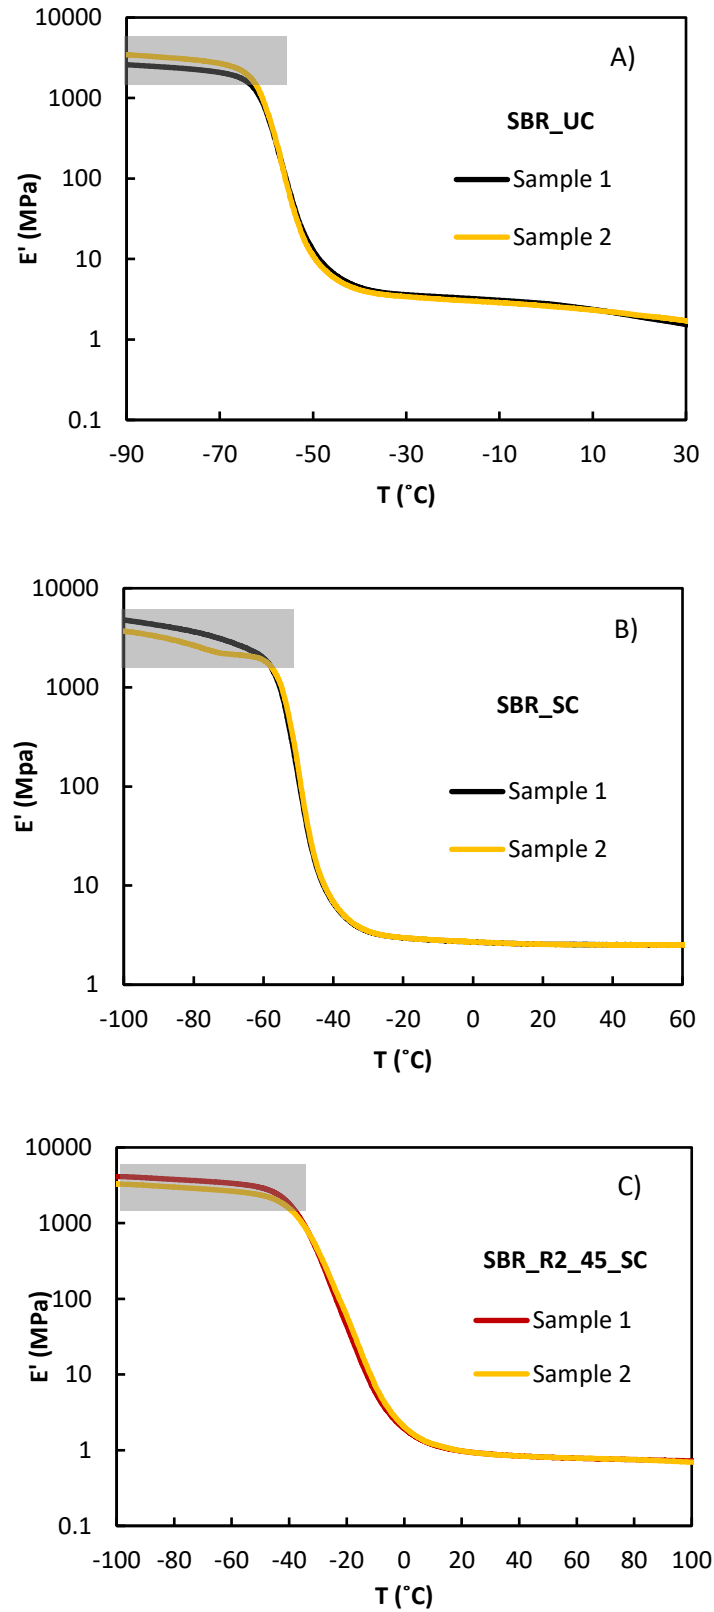 10000
A)
1000
SBR_UC
100
Sample 1
E' (MPa)
10
Sample 2
1
0.1
-90 -70 -50 -30 -10 10 30
T (˚C)
10000
B)
1000
SBR_SC
E' (Mpa)
100
Sample 1
Sample 2
10
1
-100 -80 -60 -40 -20 0 20 40 60
T (˚C)
10000
C)
1000
SBR_R2_45_SC
100
Sample 1
E' (MPa)
10
Sample 2
1
0.1
-100 -80 -60 -40 -20 0 20 40 60 80 100
T (˚C)